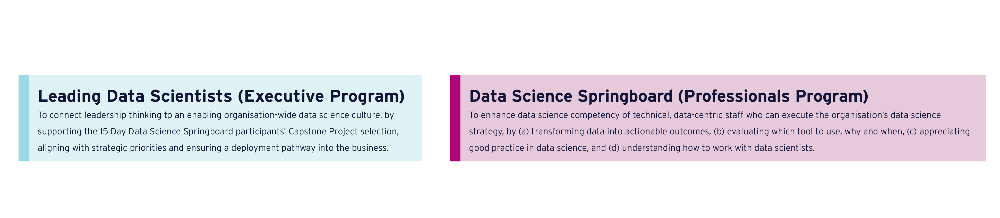 Leading Data Scientists (Executive Program)
To connect leadership thinking to an enabling organisation-wide data science culture, by
supporting the 15 Day Data Science Springboard participants’ Capstone Project selection,
aligning with strategic priorities and ensuring a deployment pathway into the business.
Data Science Springboard (Professionals Program)
To enhance data science competency of technical, data-centric staff who can execute the organisation’s data science
strategy, by (a) transforming data into actionable outcomes, (b) evaluating which tool to use, why and when, (c) appreciating
good practice in data science, and (d) understanding how to work with data scientists.